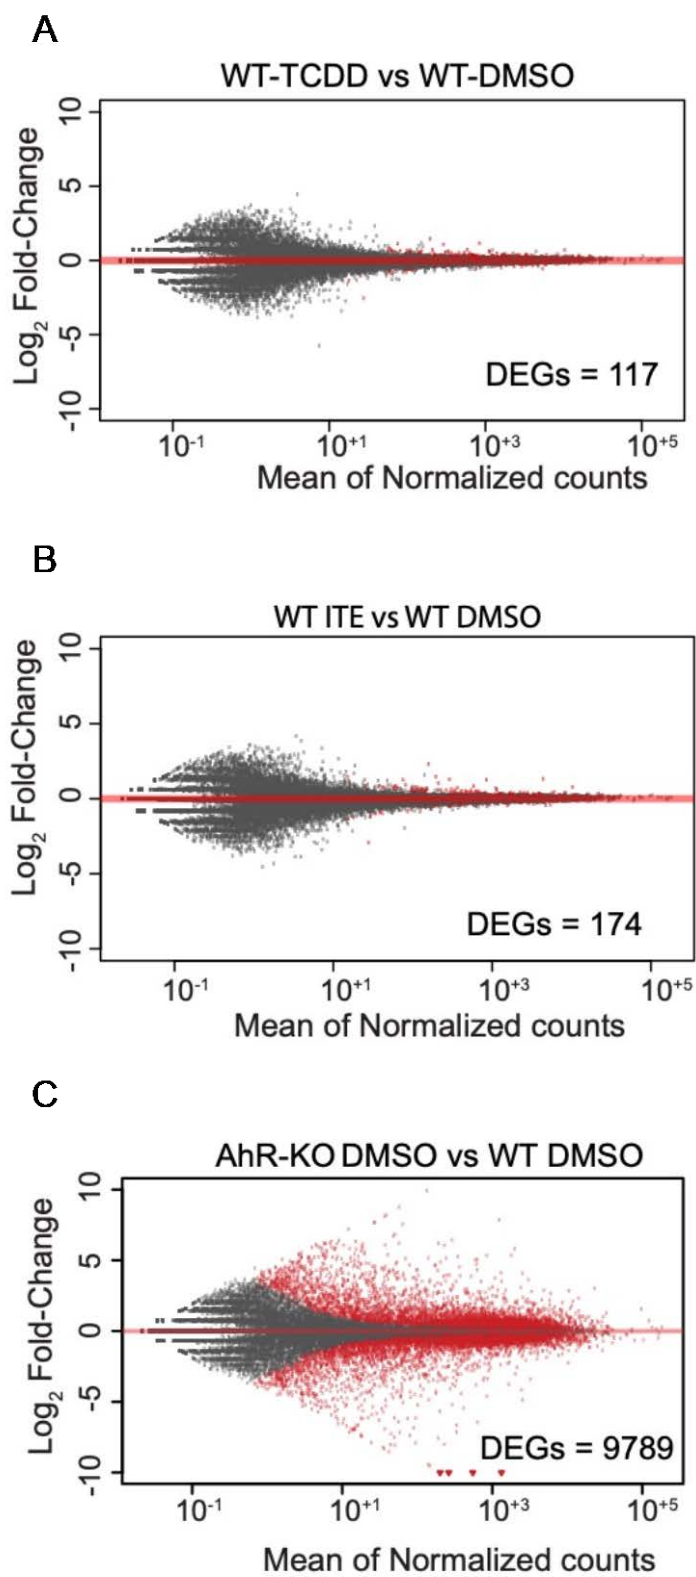 A
WT-TCDD vs WT-DMSO
Log2 Fold-Change
10
5
0
-5
-10
DEGs = 117
10-1
10+1
10+3
10+5
Mean of Normalized counts
B
WT ITE vs WT DMSO
Log2 Fold-Change
10
5
0
-5
-10
DEGs = 174
10-1
10+1
10+3
10+5
Mean of Normalized counts
C
AhR-KO DMSO vs WT DMSO
Log2 Fold-Change
10
5
0
-5
-10
DEGs = 9789
10-1
10+1
10+3
10+5
Mean of Normalized counts